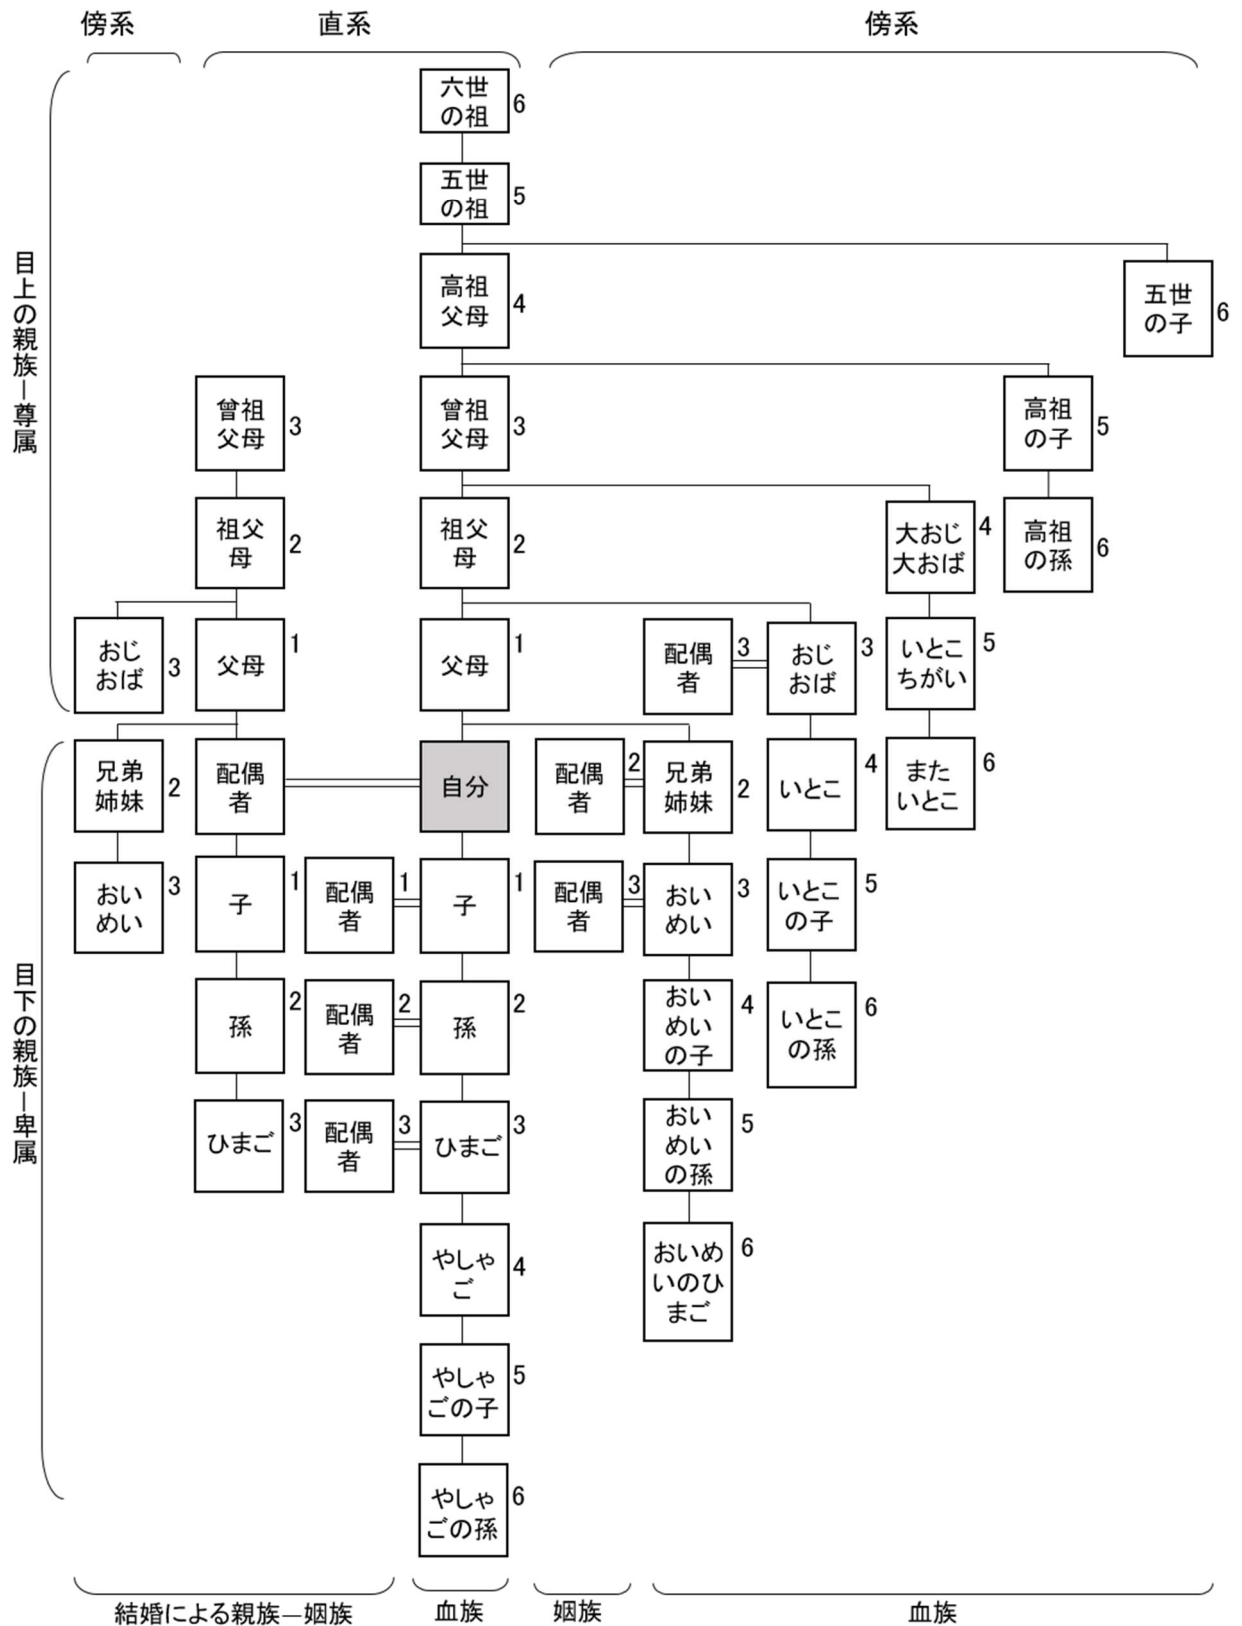 傍系
直系
傍系
目上の親族―尊属
六世
の祖
6
五世
の祖
5
高祖
父母
4
五世
の子
6
曾祖
父母
3
曾祖
父母
3
高祖
の子
5
祖父
母
2
祖父
母
2
大おじ
大おば
4
高祖
の孫
6
おじ
おば
3
父母
1
父母
1
配偶
者
3
おじ
おば
3
いとこ
ちがい
5
目下の親族―卑属
兄弟
姉妹
2
配偶
者
自分
配偶
者
2
兄弟
姉妹
2
いとこ
4
また
いとこ
6
おい
めい
3
子
1
配偶
者
1
子
1
配偶
者
3
おい
めい
3
いとこ
の子
5
孫
2
配偶
者
2
孫
2
おい
めい
の子
4
いとこ
の孫
6
ひまご
3
配偶
者
3
ひまご
3
おい
めい
の孫
5
やしゃ
ご
4
おいめ
いのひ
まご
6
やしゃ
ごの子
5
やしゃ
ごの孫
6
結婚による親族―姻族
血族
姻族
血族